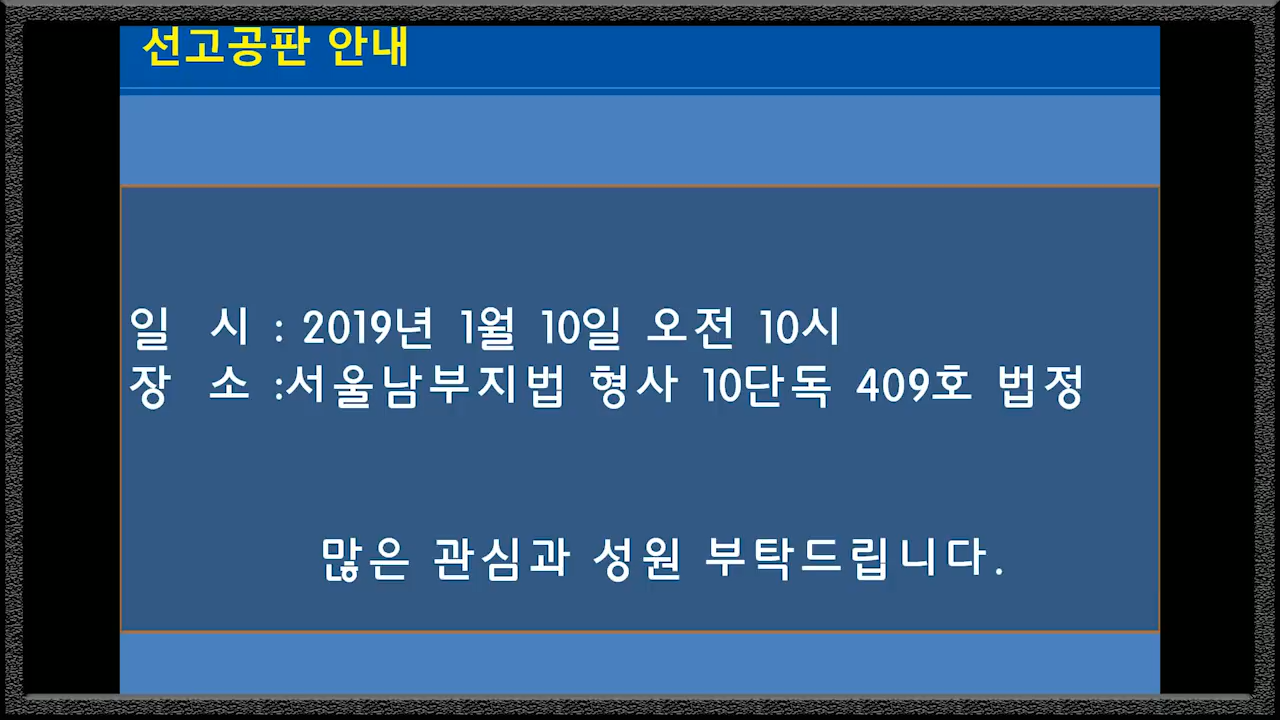 선고공판 안내
일 시 : 2019년 1월 10일 오전 10시
장 소 :서울남부지법 형사 10단독 409호 법정
많은 관심과 성원 부탁드립니다.